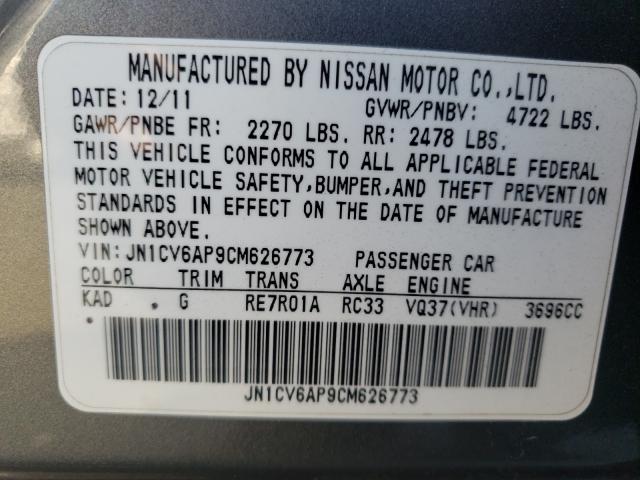 MANUFACTURED BY NISSAN MOTOR CO.,LTD.
DATE: 12/11 GVWR/PNBV: 4722 LBS.
GAWR/PNBE FR: 2270 LBS. RR: 2478 LBS.
THIS VEHICLE CONFORMS TO ALL APPLICABLE FEDERAL
MOTOR VEHICLE SAFETY,BUMPER,AND THEFT PREVENTION
STANDARDS IN EFFECT ON THE DATE OF MANUFACTURE
SHOWN ABOVE.
VIN:JN1CV6AP9CM626773 PASSENGER CAR
COLOR TRIM TRANS AXLE ENGINE
KAD G RE7R01A RC33 VQ37(VHR) 3696CC
JN1CV6AP9CM626773